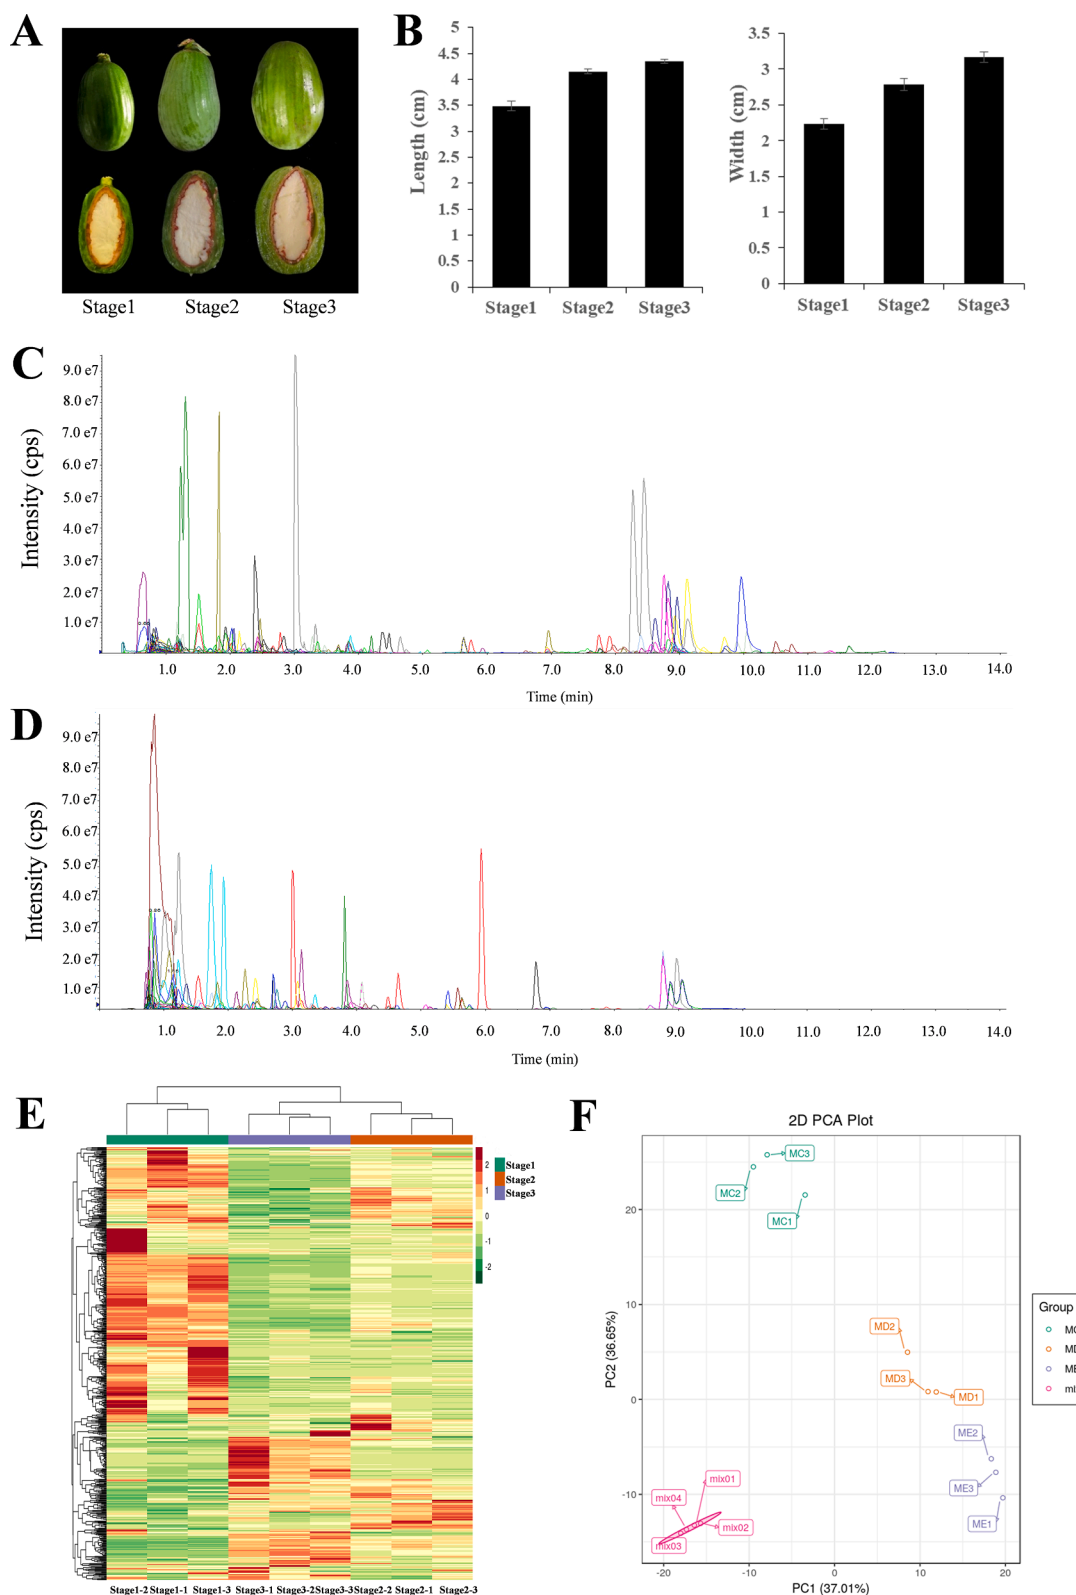 A
Stage1 Stage2 Stage3
B
Length (cm)
5
4.5
4
3.5
3
2.5
2
1.5
1
0.5
0
Stage1 Stage2 Stage3
Width (cm)
3.5
3
2.5
2
1.5
1
0.5
0
Stage1 Stage2 Stage3
C
Intensity (cps)
9.0 e7
8.0 e7
7.0 e7
6.0 e7
5.0 e7
4.0 e7
3.0 e7
2.0 e7
1.0 e7
1.0 2.0 3.0 4.0 5.0 6.0 7.0 8.0 9.0 10.0 11.0 12.0 13.0 14.0
Time (min)
D
Intensity (cps)
9.0 e7
8.0 e7
7.0 e7
6.0 e7
5.0 e7
4.0 e7
3.0 e7
2.0 e7
1.0 e7
1.0 2.0 3.0 4.0 5.0 6.0 7.0 8.0 9.0 10.0 11.0 12.0 13.0 14.0
Time (min)
E
2
1
0
-1
-2
Stage1
Stage2
Stage3
Stage1-2 Stage1-1 Stage1-3 Stage3-1 Stage3-2 Stage3-3 Stage2-2 Stage2-1 Stage2-3
F
2D PCA Plot
PC2 (36.65%)
20
10
0
-10
MC3
MC2
MC1
MD2
MD3
MD1
ME2
ME3
ME1
mix01
mix04
mix02
mix03
-20 -10 0 10 20
PC1 (37.01%)
Group
MC
MD
ME
mi